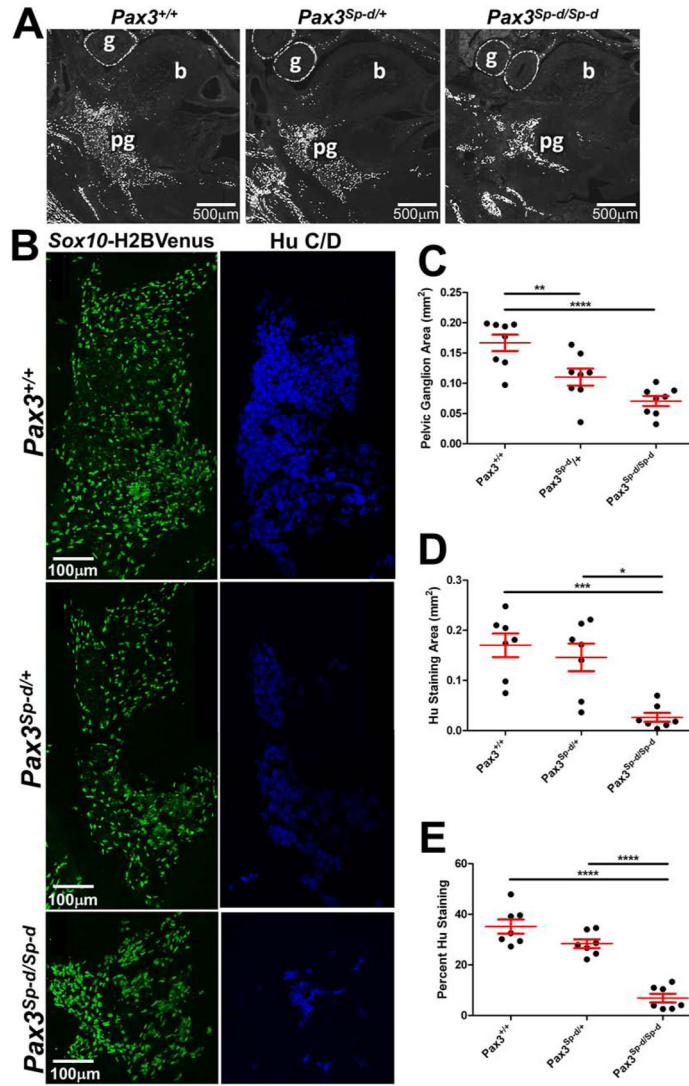 A
Pax3+/+
Pax3Sp-d/+
Pax3Sp-d/Sp-d
g
b
pg
500µm
g
b
pg
500µm
g
b
pg
500µm
B
Sox10-H2BVenus
Hu C/D
Pax3+/+
100µm
Pax3Sp-d/+
100µm
Pax3Sp-d/Sp-d
100µm
C
**
****
Pelvic Ganglion Area (mm2)
0.25
0.20
0.15
0.10
0.05
0.00
Pax3+/+
Pax3Sp-d/+
Pax3Sp-d/Sp-d
D
*
***
Hu Staining Area (mm2)
0.3
0.2
0.1
0.0
Pax3+/+
Pax3Sp-d/+
Pax3Sp-d/Sp-d
E
****
****
Percent Hu Staining
60
40
20
0
Pax3+/+
Pax3Sp-d/+
Pax3Sp-d/Sp-d